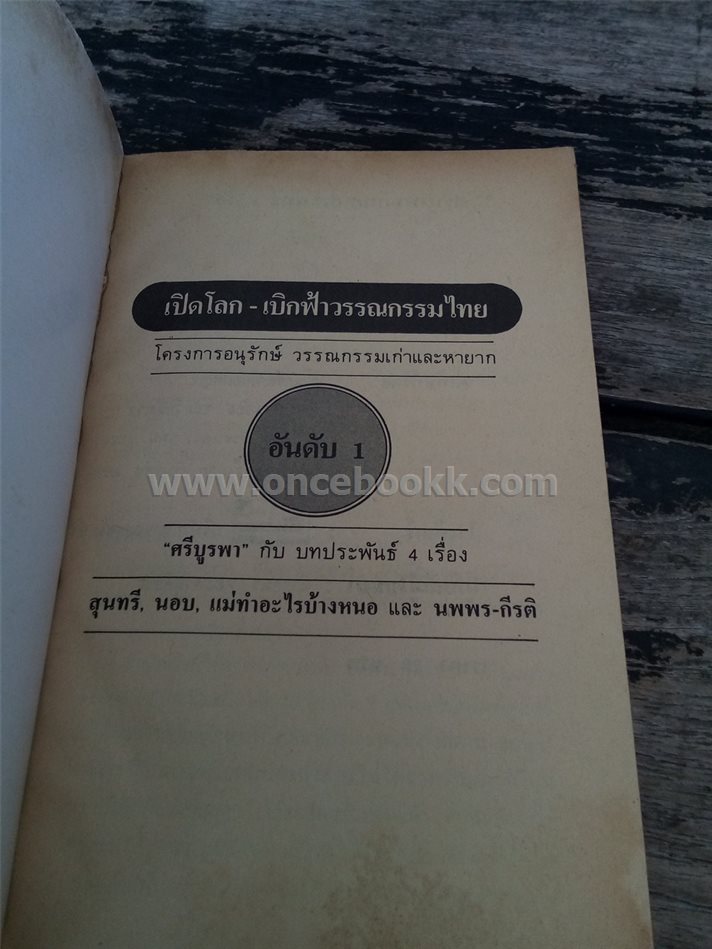 เปิดโลก - เบิกฟ้าวรรณกรรมไทย
โครงการอนุรักษ์ วรรณกรรมเก่าและหายาก
อันดับ 1
www.oncebookk.com
“ศรีบูรพา” กับ บทประพันธ์ 4 เรื่อง
สุนทรี, นอบ, แม่ทำอะไรบ้างหนอ และ นพพร-กีรติ